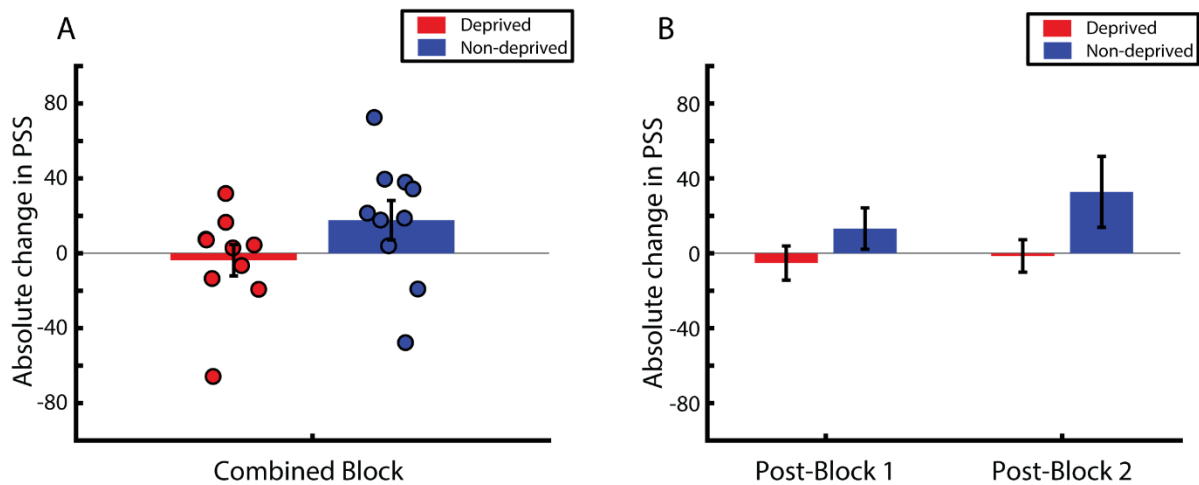 A
Deprived
Non-deprived
Absolute change in PSS
80
40
0
-40
-80
Combined Block
B
Deprived
Non-deprived
Absolute change in PSS
80
40
0
-40
-80
Post-Block 1
Post-Block 2